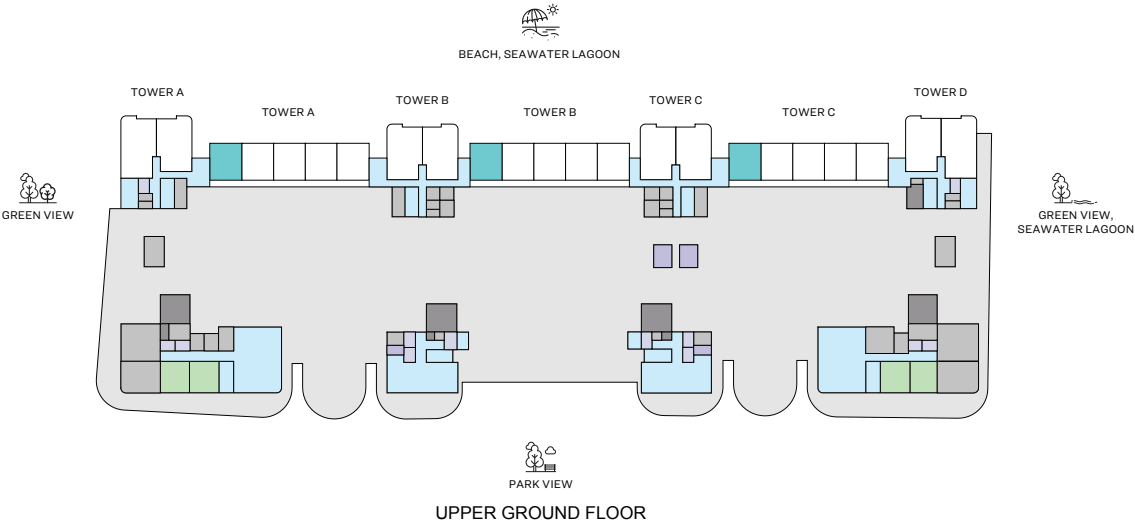 BEACH, SEAWATER LAGOON
TOWER A
TOWER A
TOWER B
TOWER B
TOWER C
TOWER C
TOWER D
GREEN VIEW
GREEN VIEW,
SEAWATER LAGOON
PARK VIEW
UPPER GROUND FLOOR